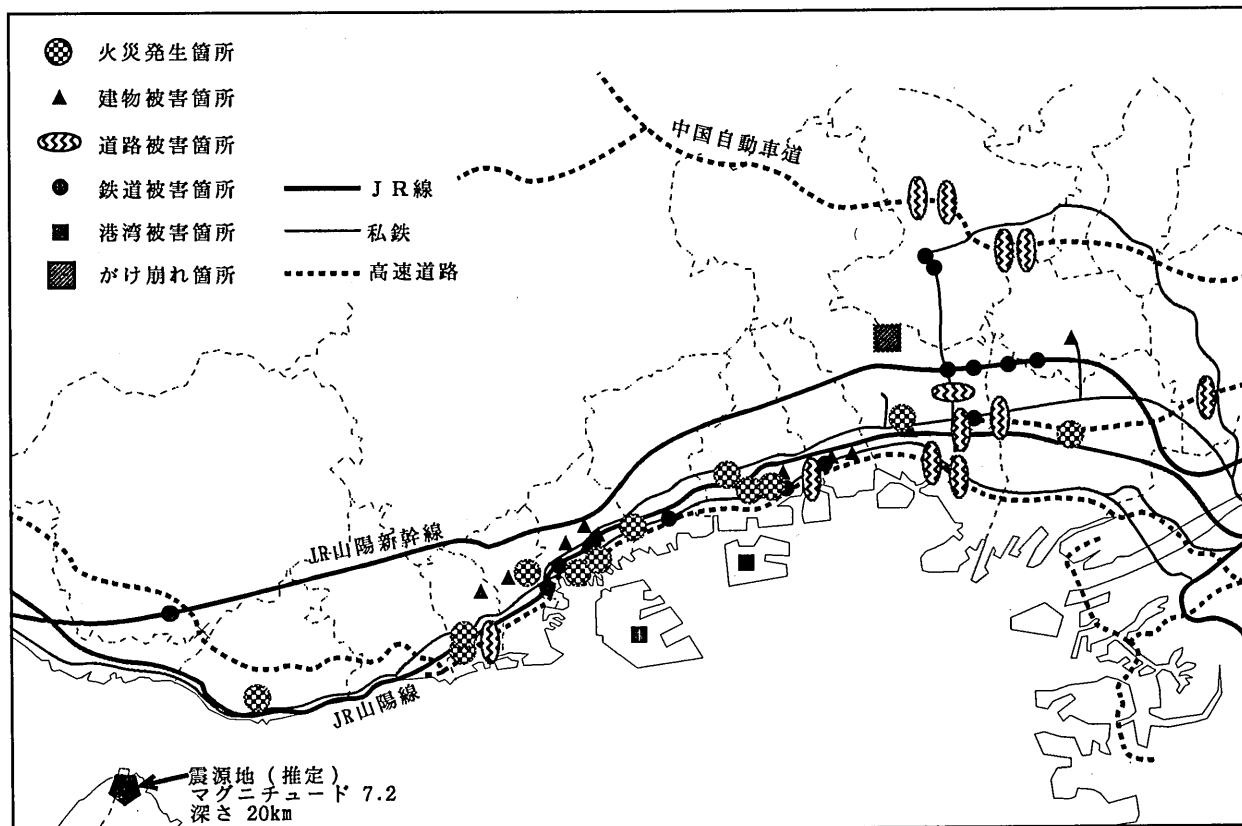 火災発生箇所
建物被害箇所
道路被害箇所
鉄道被害箇所
港湾被害箇所
がけ崩れ箇所
JR線
私鉄
高速道路
中国自動車道
JR山陽新幹線
JR山陽線
震源地（推定）
マグニチュード 7.2
深さ 20km